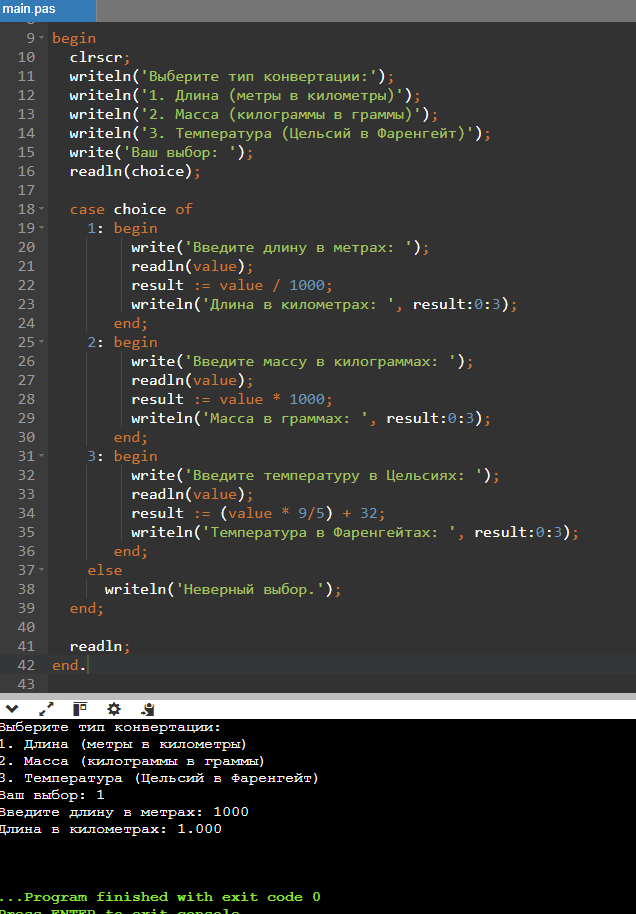 main.pas
9 begin
10 clrscr;
11 writeln('Выберите тип конвертации:');
12 writeln('1. Длина (метры в километры)');
13 writeln('2. Масса (килограммы в граммы)');
14 writeln('3. Температура (Цельсий в Фаренгейт)');
15 write('Ваш выбор: ');
16 readln(choice);
17
18 case choice of
19 1: begin
20 write('Введите длину в метрах: ');
21 readln(value);
22 result := value / 1000;
23 writeln('Длина в километрах: ', result:0:3);
24 end;
25 2: begin
26 write('Введите массу в килограммах: ');
27 readln(value);
28 result := value * 1000;
29 writeln('Масса в граммах: ', result:0:3);
30 end;
31 3: begin
32 write('Введите температуру в Цельсиях: ');
33 readln(value);
34 result := (value * 9/5) + 32;
35 writeln('Температура в Фаренгейтах: ', result:0:3);
36 end;
37 else
38 writeln('Неверный выбор.');
39 end;
40
41 readln;
42 end.
43
Выберите тип конвертации:
1. Длина (метры в километры)
2. Масса (килограммы в граммы)
3. Температура (Цельсий в Фаренгейт)
Ваш выбор: 1
Введите длину в метрах: 1000
Длина в километрах: 1.000
...Program finished with exit code 0
Press ENTER to exit console